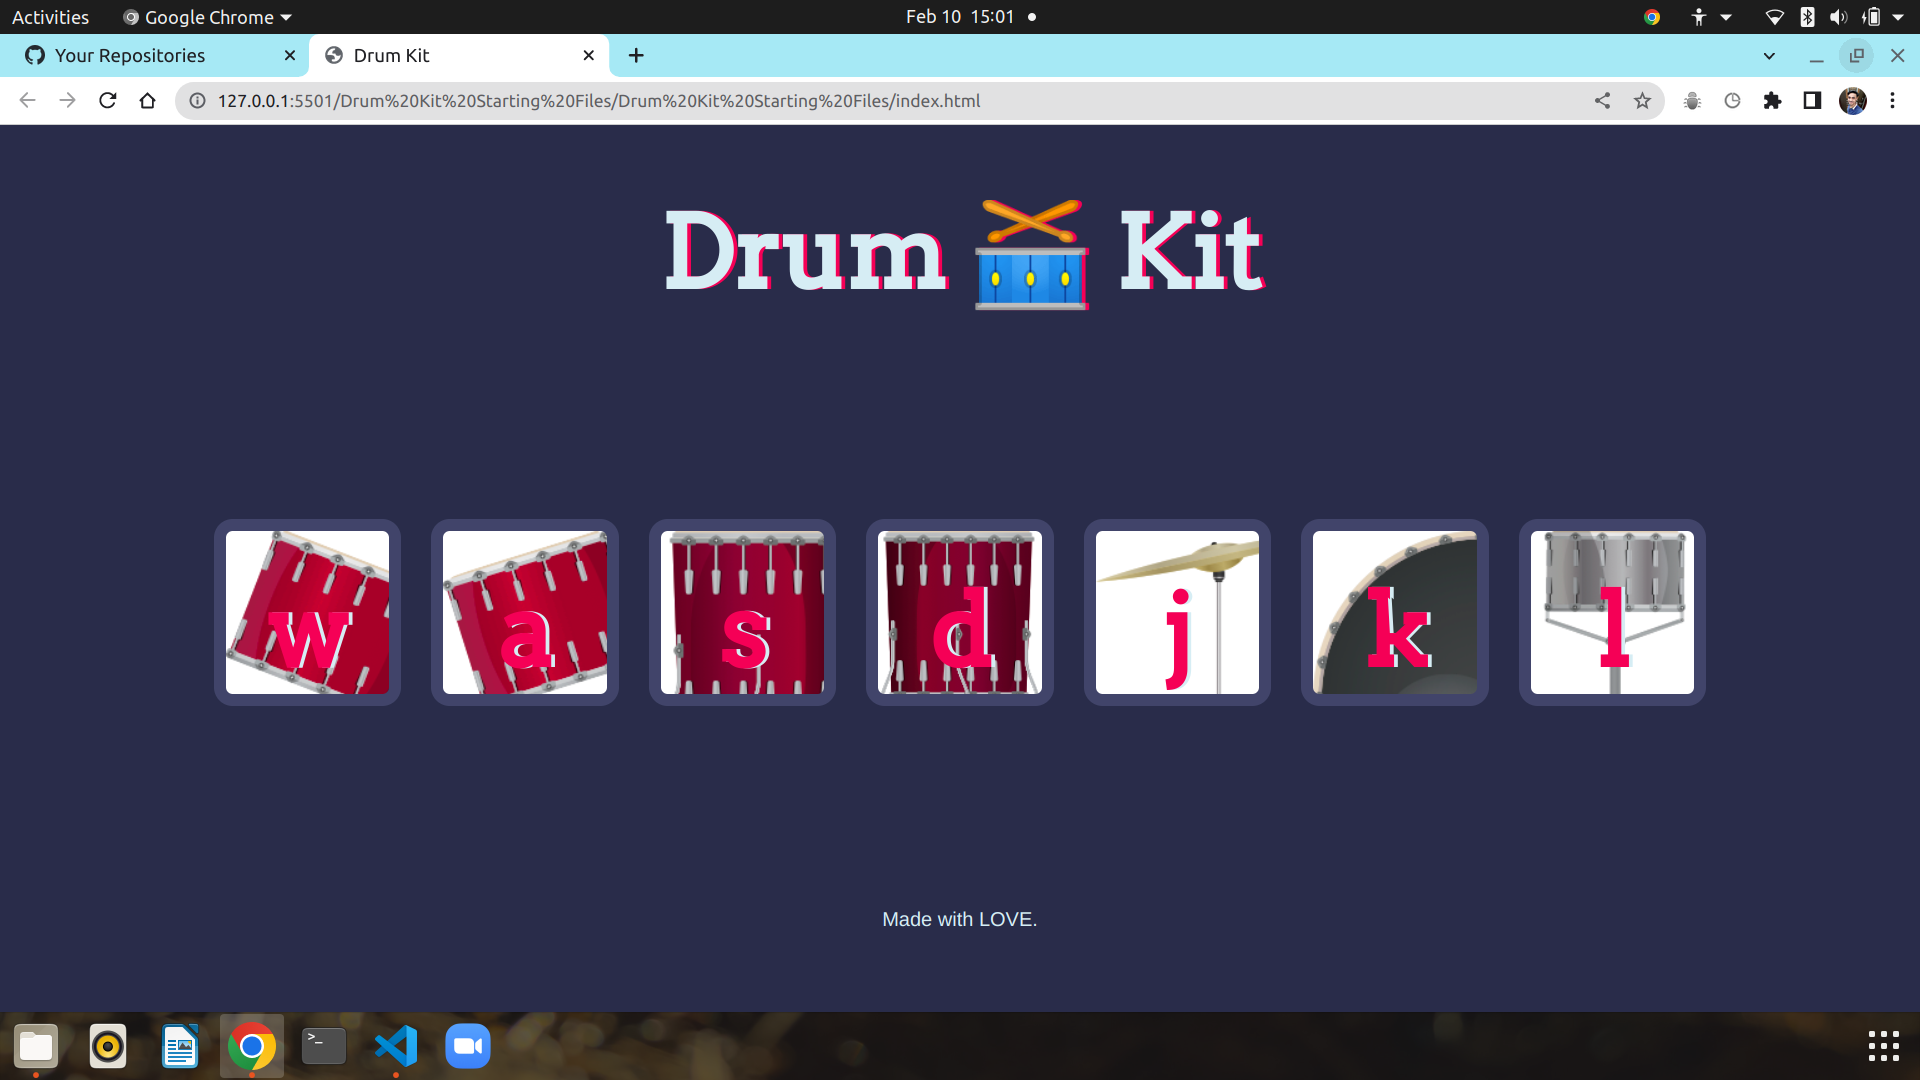 Activities Google Chrome Feb 10 15:01
Your Repositories Drum Kit
127.0.0.1:5501/Drum%20Kit%20Starting%20Files/Drum%20Kit%20Starting%20Files/index.html
Drum 🥁 Kit
w a s d j k l
Made with LOVE.
>_